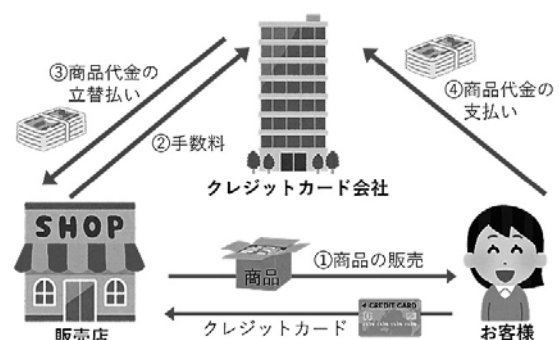 ③商品代金の
立替払い
②手数料
④商品代金の
支払い
クレジットカード会社
SHOP
商品
①商品の販売
クレジットカード
CREDIT CARD
販売店
お客様